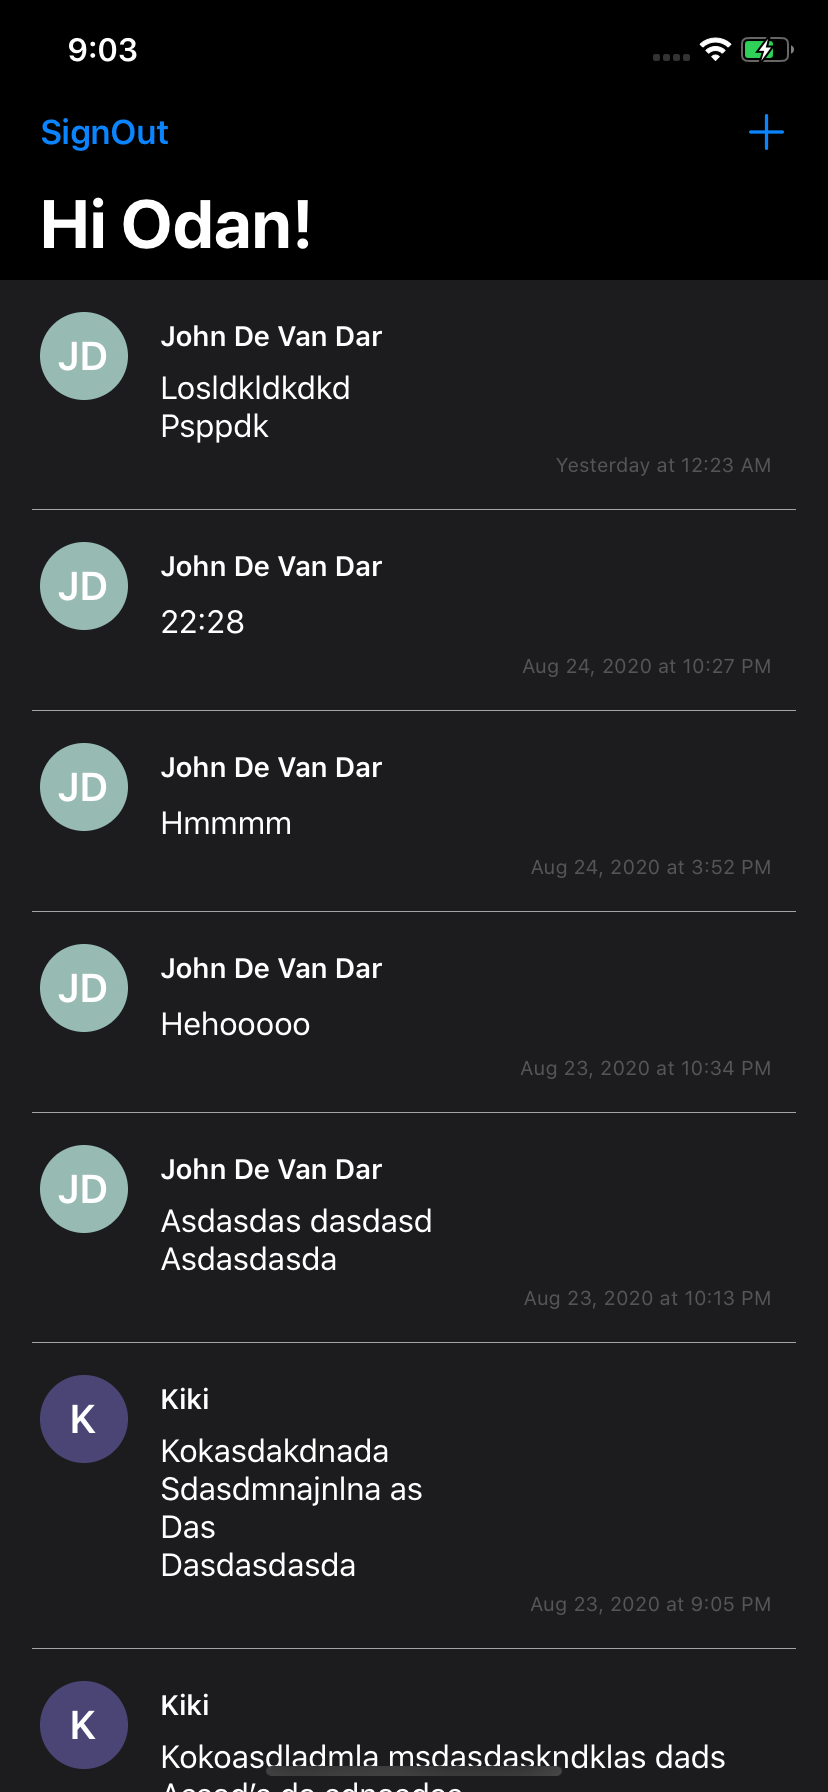 9:03
SignOut
Hi Odan!
JD
John De Van Dar
Losldkldkdkd
Psppdk
Yesterday at 12:23 AM
JD
John De Van Dar
22:28
Aug 24, 2020 at 10:27 PM
JD
John De Van Dar
Hmmmm
Aug 24, 2020 at 3:52 PM
JD
John De Van Dar
Hehooooo
Aug 23, 2020 at 10:34 PM
JD
John De Van Dar
Asdasdas dasdasd
Asdasdasda
Aug 23, 2020 at 10:13 PM
K
Kiki
Kokasdakdnada
Sdasdmnajnlna as
Das
Dasdasdasda
Aug 23, 2020 at 9:05 PM
K
Kiki
Kokoasdladmla msdasdaskndklas dads